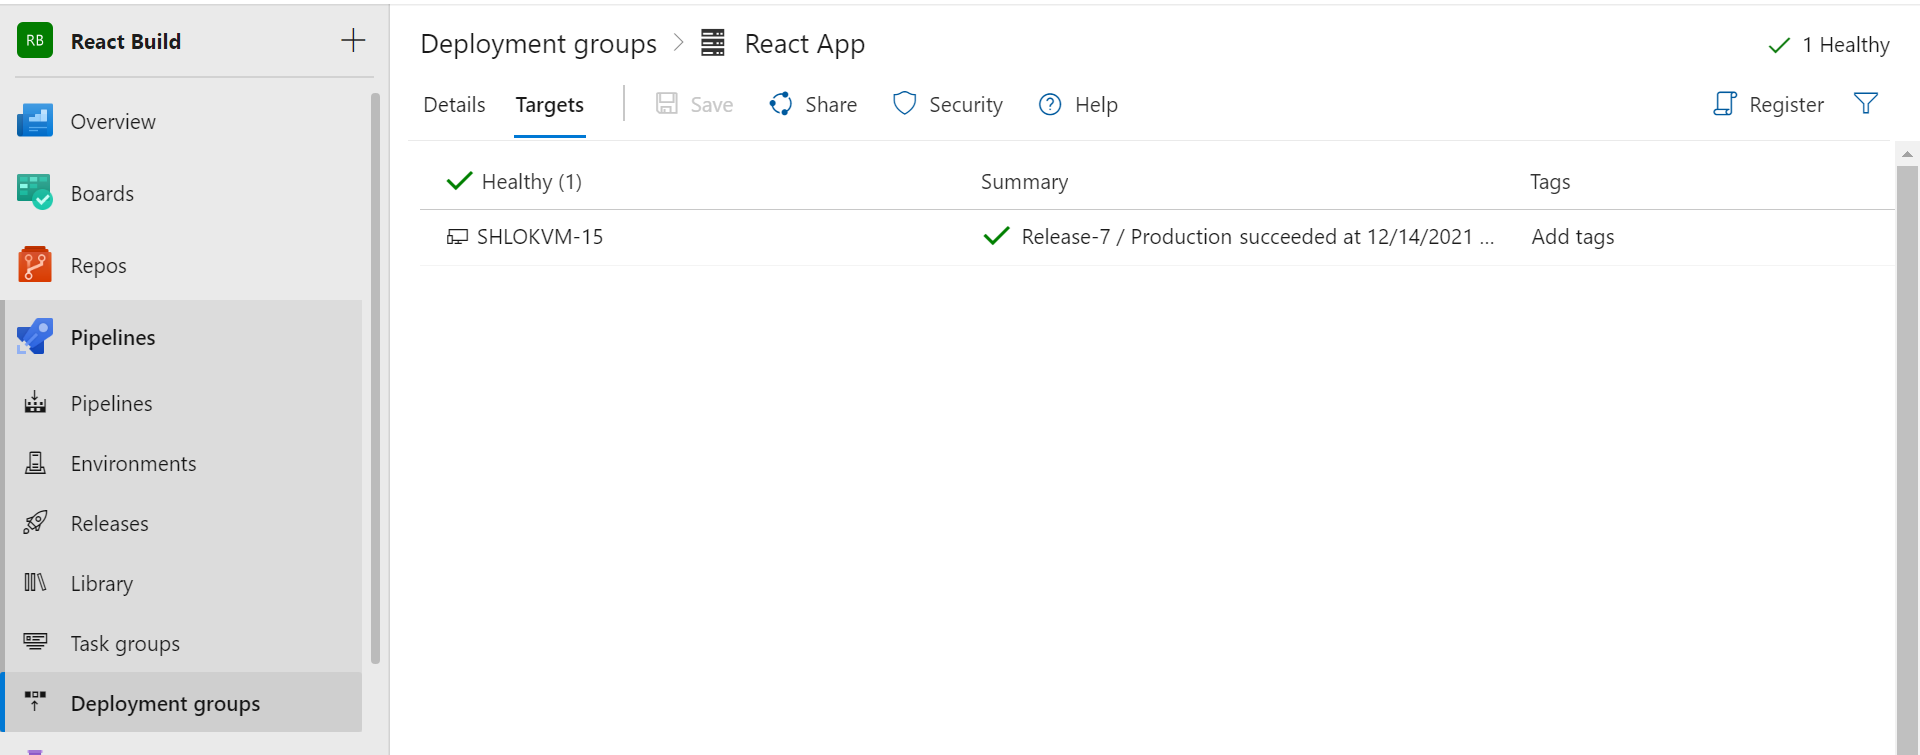 RB React Build
Overview
Boards
Repos
Pipelines
Pipelines
Environments
Releases
Library
Task groups
Deployment groups
Deployment groups > React App
1 Healthy
Details Targets Save Share Security ? Help Register
Healthy (1) Summary Tags
SHLOKVM-15 Release-7 / Production succeeded at 12/14/2021 ... Add tags